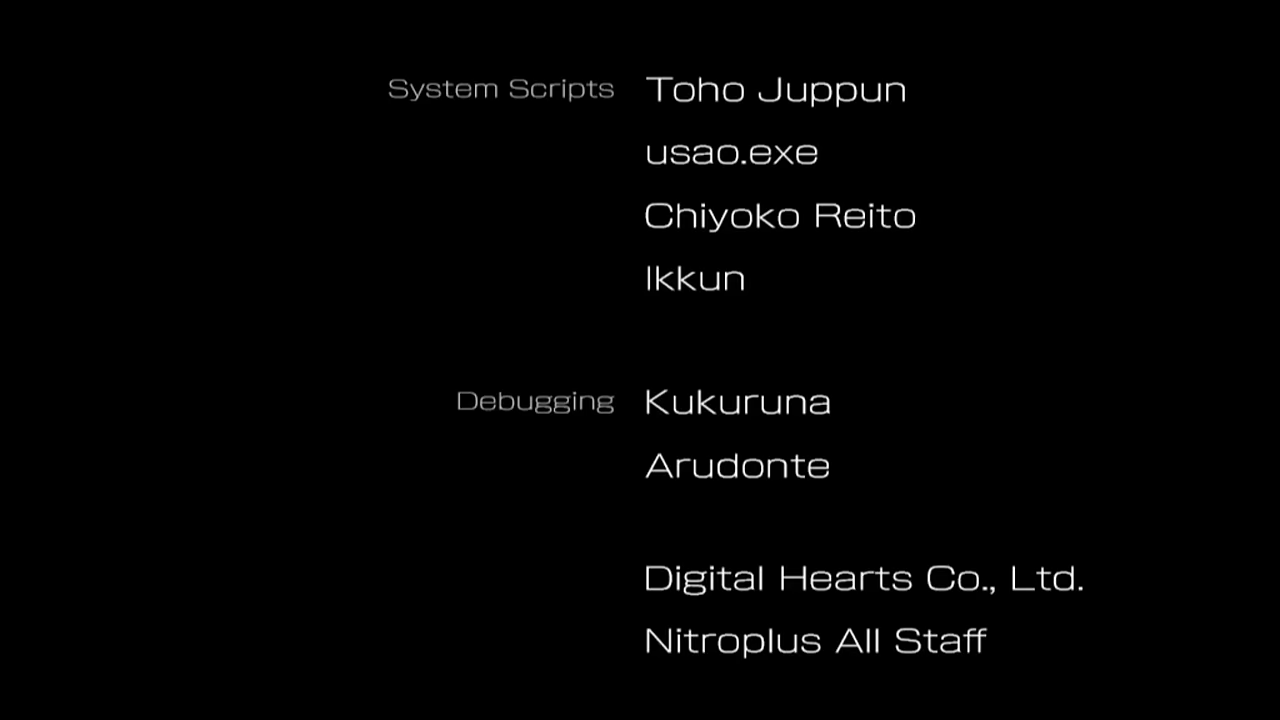 System Scripts Toho Juppun
usao.exe
Chiyoko Reito
Ikkun
Debugging Kukuruna
Arudonte
Digital Hearts Co., Ltd.
Nitroplus All Staff